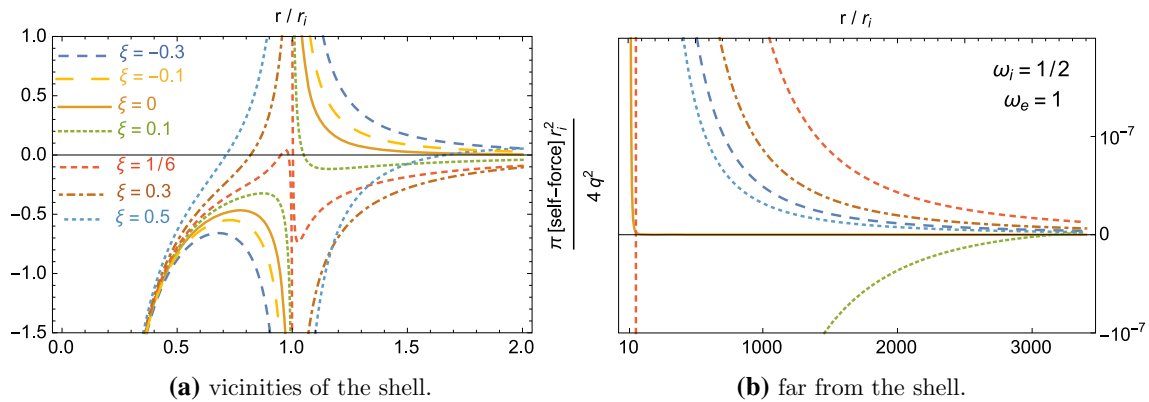 r / r_i
1.0
0.5
0.0
−0.5
−1.0
−1.5
ξ = −0.3
ξ = −0.1
ξ = 0
ξ = 0.1
ξ = 1/6
ξ = 0.3
ξ = 0.5
0.0 0.5 1.0 1.5 2.0
(a) vicinities of the shell.
r / r_i
π [self-force] r_i^2
4 q^2
ω_i = 1/2
ω_e = 1
10^-7
0
−10^-7
10 1000 2000 3000
(b) far from the shell.